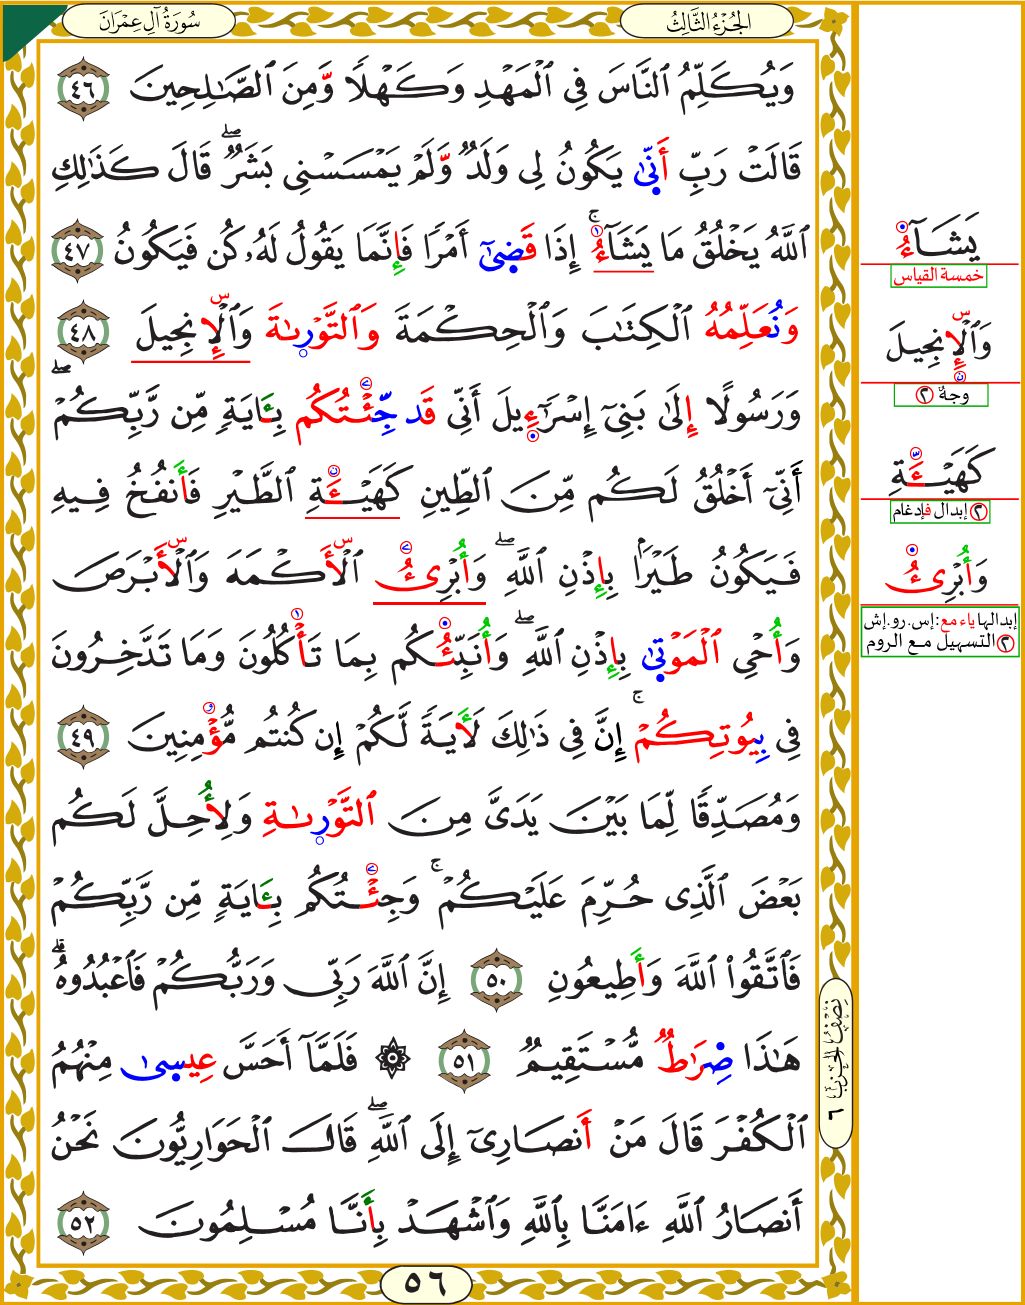 الجُزْءُ الثَّالِثُ
سُورَةُ آلِ عِمْرَانَ
وَيُكَلِّمُ ٱلنَّاسَ فِي ٱلْمَهْدِ وَكَهْلًا وَّمِنَ ٱلصَّٰلِحِينَ ٤٦
قَالَتْ رَبِّ أَنّٜىٰ يَكُونُ لِي وَلَدٌ وَّلَمْ يَمْسَسْنِي بَشَرٌ ۖ قَالَ كَذَٰلِكِ
ٱللَّهُ يَخْلُقُ مَا يَشَآءُ ۚ إِذَا قَضٜىٰٓ أَمْرًا فَإِنَّمَا يَقُولُ لَهُۥ كُن فَيَكُونُ ٤٧
وَنُعَلِّمُهُ ٱلْكِتَٰبَ وَٱلْحِكْمَةَ وَٱلتَّوْرٜىٰةَ وَٱلْإِنجِيلَ ٤٨
وَرَسُولًا إِلَىٰ بَنِيٓ إِسْرَٰٓءِيلَ أَنِّي قَد جِّئْتُكُم بِـَٔايَةٍ مِّن رَّبِّكُمْ ۖ
أَنِّيٓ أَخْلُقُ لَكُم مِّنَ ٱلطِّينِ كَهَيْـَٔةِ ٱلطَّيْرِ فَأَنفُخُ فِيهِ
فَيَكُونُ طَيْرًۢا بِإِذْنِ ٱللَّهِ ۖ وَأُبْرِئُ ٱلْأَكْمَهَ وَٱلْأَبْرَصَ
وَأُحْيِ ٱلْمَوْتٜىٰ بِإِذْنِ ٱللَّهِ ۖ وَأُنَبِّئُكُم بِمَا تَأْكُلُونَ وَمَا تَدَّخِرُونَ
فِي بِيُوتِكُمْ ۚ إِنَّ فِي ذَٰلِكَ لَأٓيَةً لَّكُمْ إِن كُنتُم مُّؤْمِنِينَ ٤٩
وَمُصَدِّقًا لِّمَا بَيْنَ يَدَيَّ مِنَ ٱلتَّوْرٜىٰةِ وَلِأُحِلَّ لَكُم
بَعْضَ ٱلَّذِي حُرِّمَ عَلَيْكُمْ ۚ وَجِئْتُكُم بِـَٔايَةٍ مِّن رَّبِّكُمْ
فَٱتَّقُوا۟ ٱللَّهَ وَأَطِيعُونِ ٥٠ إِنَّ ٱللَّهَ رَبِّي وَرَبُّكُمْ فَٱعْبُدُوهُ ۗ
هَٰذَا صِرَٰطٌ مُّسْتَقِيمٌ ٥١ ۞ فَلَمَّآ أَحَسَّ عِيسٜىٰ مِنْهُمُ
ٱلْكُفْرَ قَالَ مَنْ أَنصَارِيٓ إِلَى ٱللَّهِ ۖ قَالَ ٱلْحَوَارِيُّونَ نَحْنُ
أَنصَارُ ٱللَّهِ ءَامَنَّا بِٱللَّهِ وَٱشْهَدْ بِأَنَّا مُسْلِمُونَ ٥٢
٥٦
نِصْفُ الحِزْبِ ٦
يَشَآءُ
خمسة القياس
وَٱلْإِنجِيلَ
وجهٌ ٢
كَهَيْـَٔةِ
٢ إبدال فإدغام
وَأُبْرِئُ
إبدالها ياء مع: إس. رو. إش
٢ التسهيل مع الروم